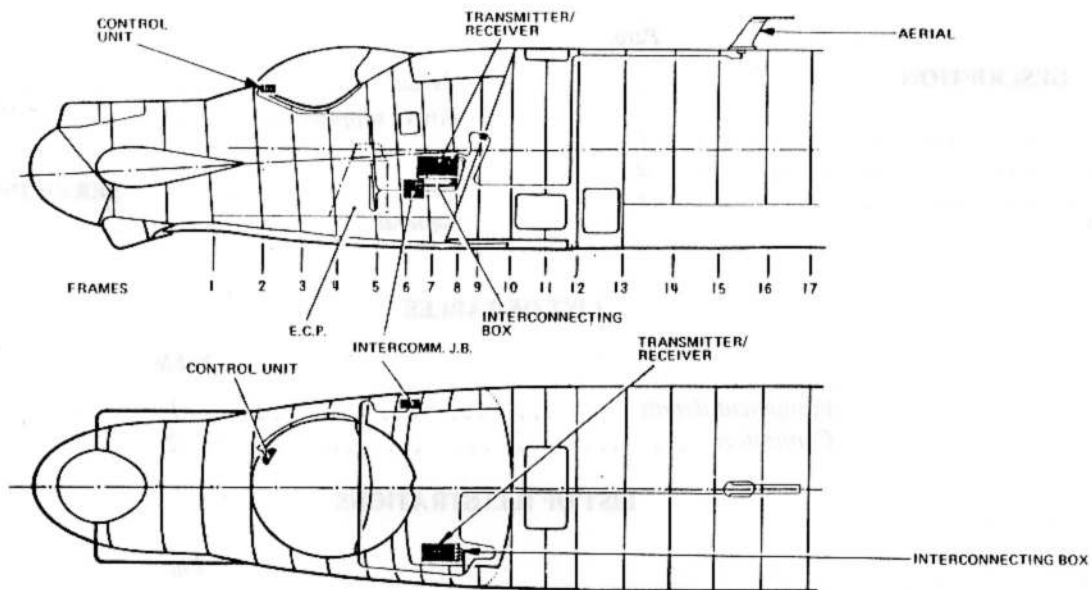 CONTROL
UNIT
TRANSMITTER/
RECEIVER
AERIAL
FRAMES
1 2 3 4 5 6 7 8 9 10 11 12 13 14 15 16 17
E.C.P.
INTERCOMM. J.B.
INTERCONNECTING
BOX
CONTROL UNIT
TRANSMITTER/
RECEIVER
INTERCONNECTING BOX